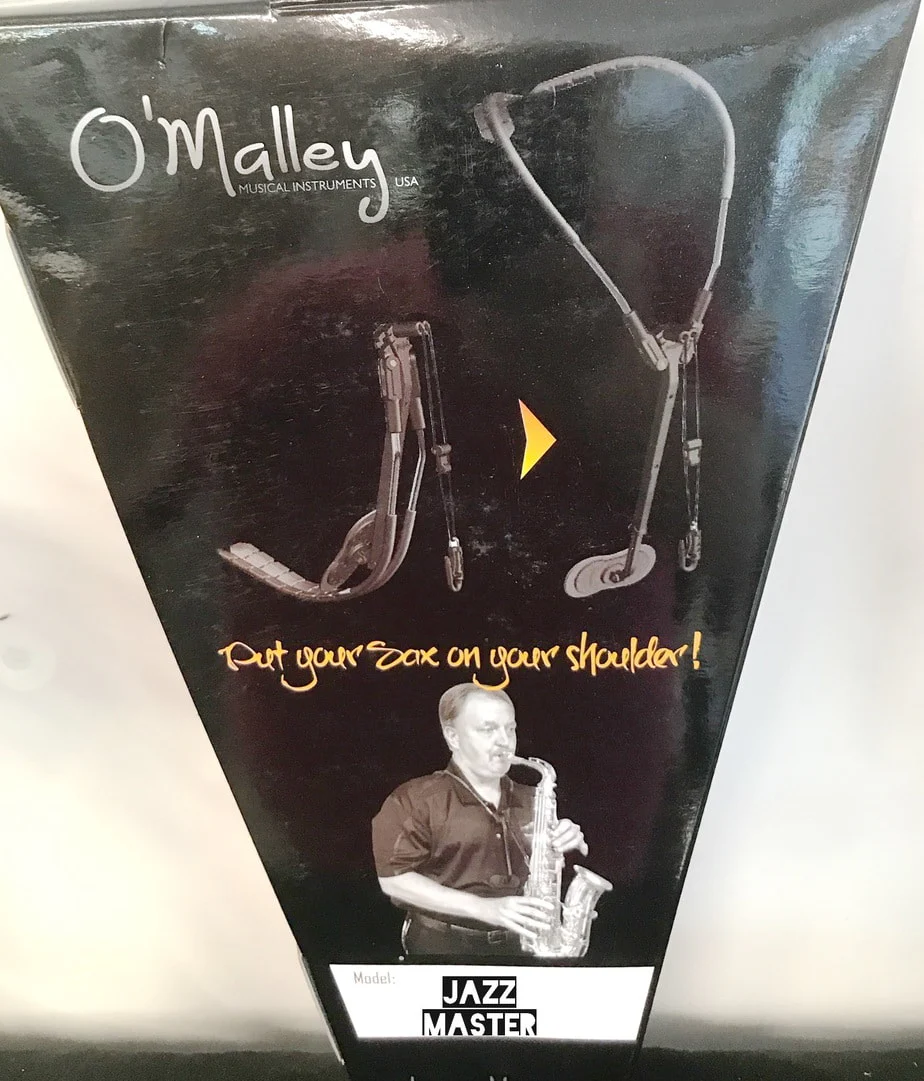 O'Malley
MUSICAL INSTRUMENTS USA
Put your Sax on your shoulder!
Model:
JAZZ
MASTER